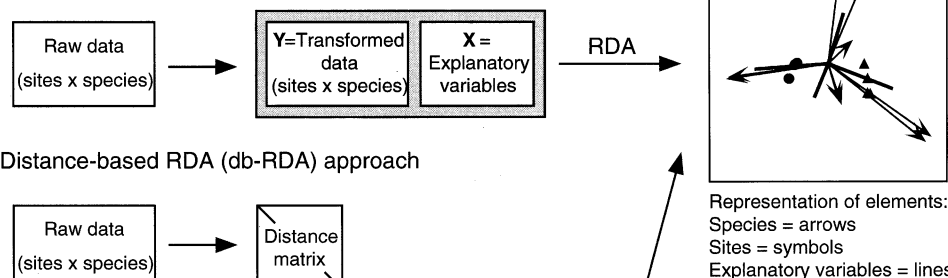 Raw data
(sites x species)
Y=Transformed
data
(sites x species)
X =
Explanatory
variables
RDA
Distance-based RDA (db-RDA) approach
Raw data
(sites x species)
Distance
matrix
Representation of elements:
Species = arrows
Sites = symbols
Explanatory variables = lines